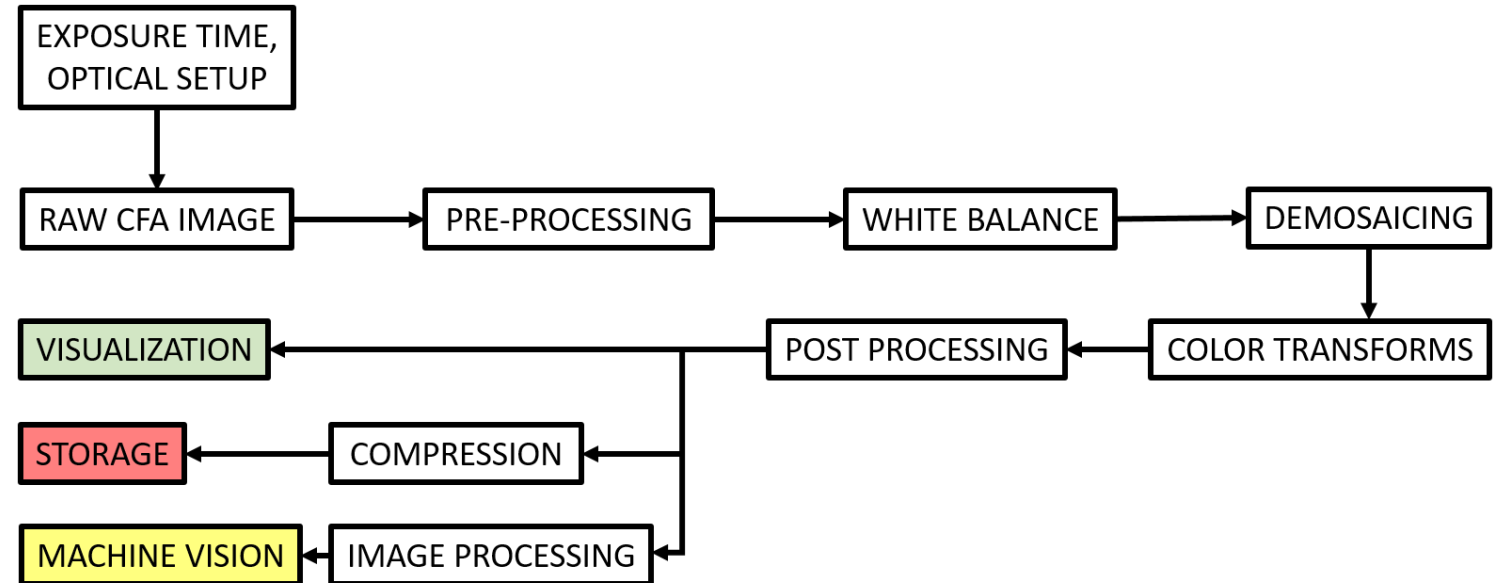 EXPOSURE TIME,
OPTICAL SETUP
RAW CFA IMAGE
PRE-PROCESSING
WHITE BALANCE
DEMOSAICING
VISUALIZATION
POST PROCESSING
COLOR TRANSFORMS
STORAGE
COMPRESSION
MACHINE VISION
IMAGE PROCESSING